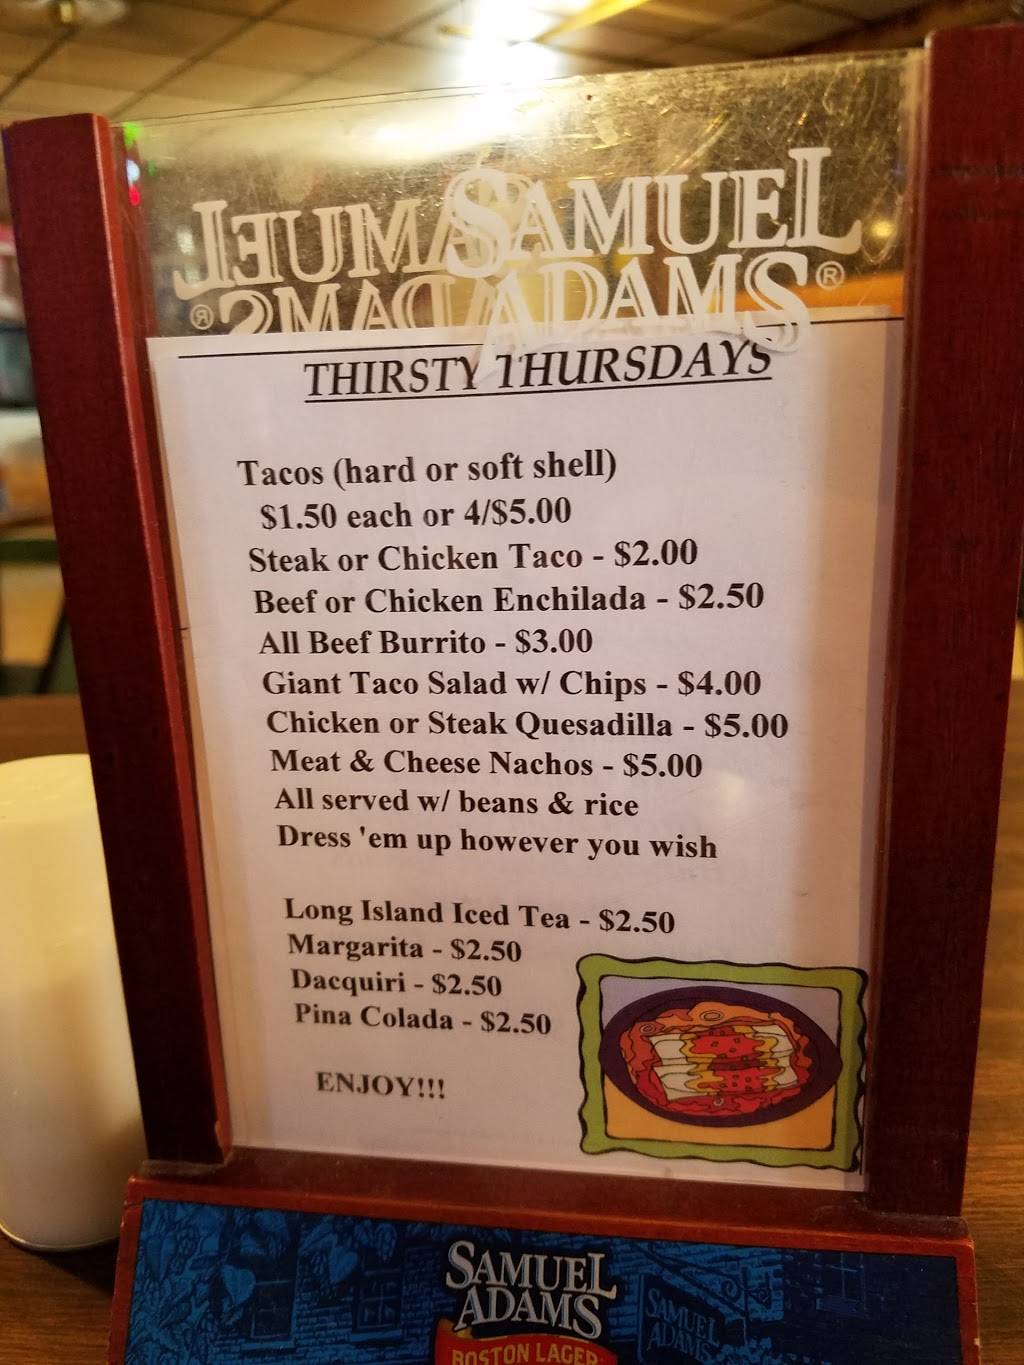 SAMUEL
ADAMS®
THIRSTY THURSDAYS
Tacos (hard or soft shell)
$1.50 each or 4/$5.00
Steak or Chicken Taco - $2.00
Beef or Chicken Enchilada - $2.50
All Beef Burrito - $3.00
Giant Taco Salad w/ Chips - $4.00
Chicken or Steak Quesadilla - $5.00
Meat & Cheese Nachos - $5.00
All served w/ beans & rice
Dress 'em up however you wish
Long Island Iced Tea - $2.50
Margarita - $2.50
Dacquiri - $2.50
Pina Colada - $2.50
ENJOY!!!
SAMUEL
ADAMS
BOSTON LAGER
SAMUEL
ADAMS